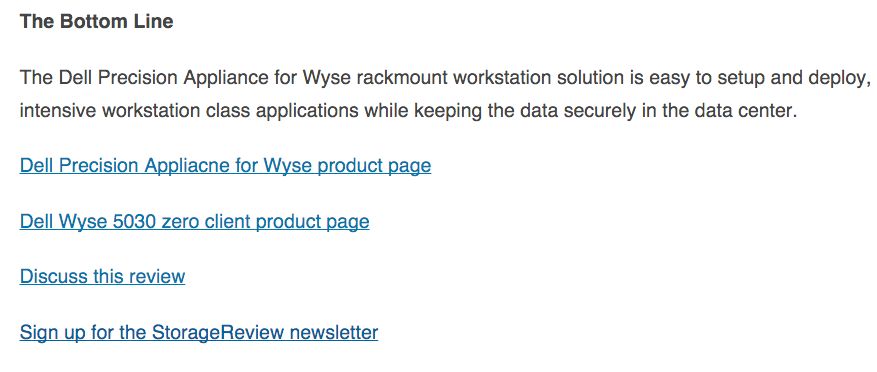 The Bottom Line
The Dell Precision Appliance for Wyse rackmount workstation solution is easy to setup and deploy,
intensive workstation class applications while keeping the data securely in the data center.
Dell Precision Appliacne for Wyse product page
Dell Wyse 5030 zero client product page
Discuss this review
Sign up for the StorageReview newsletter